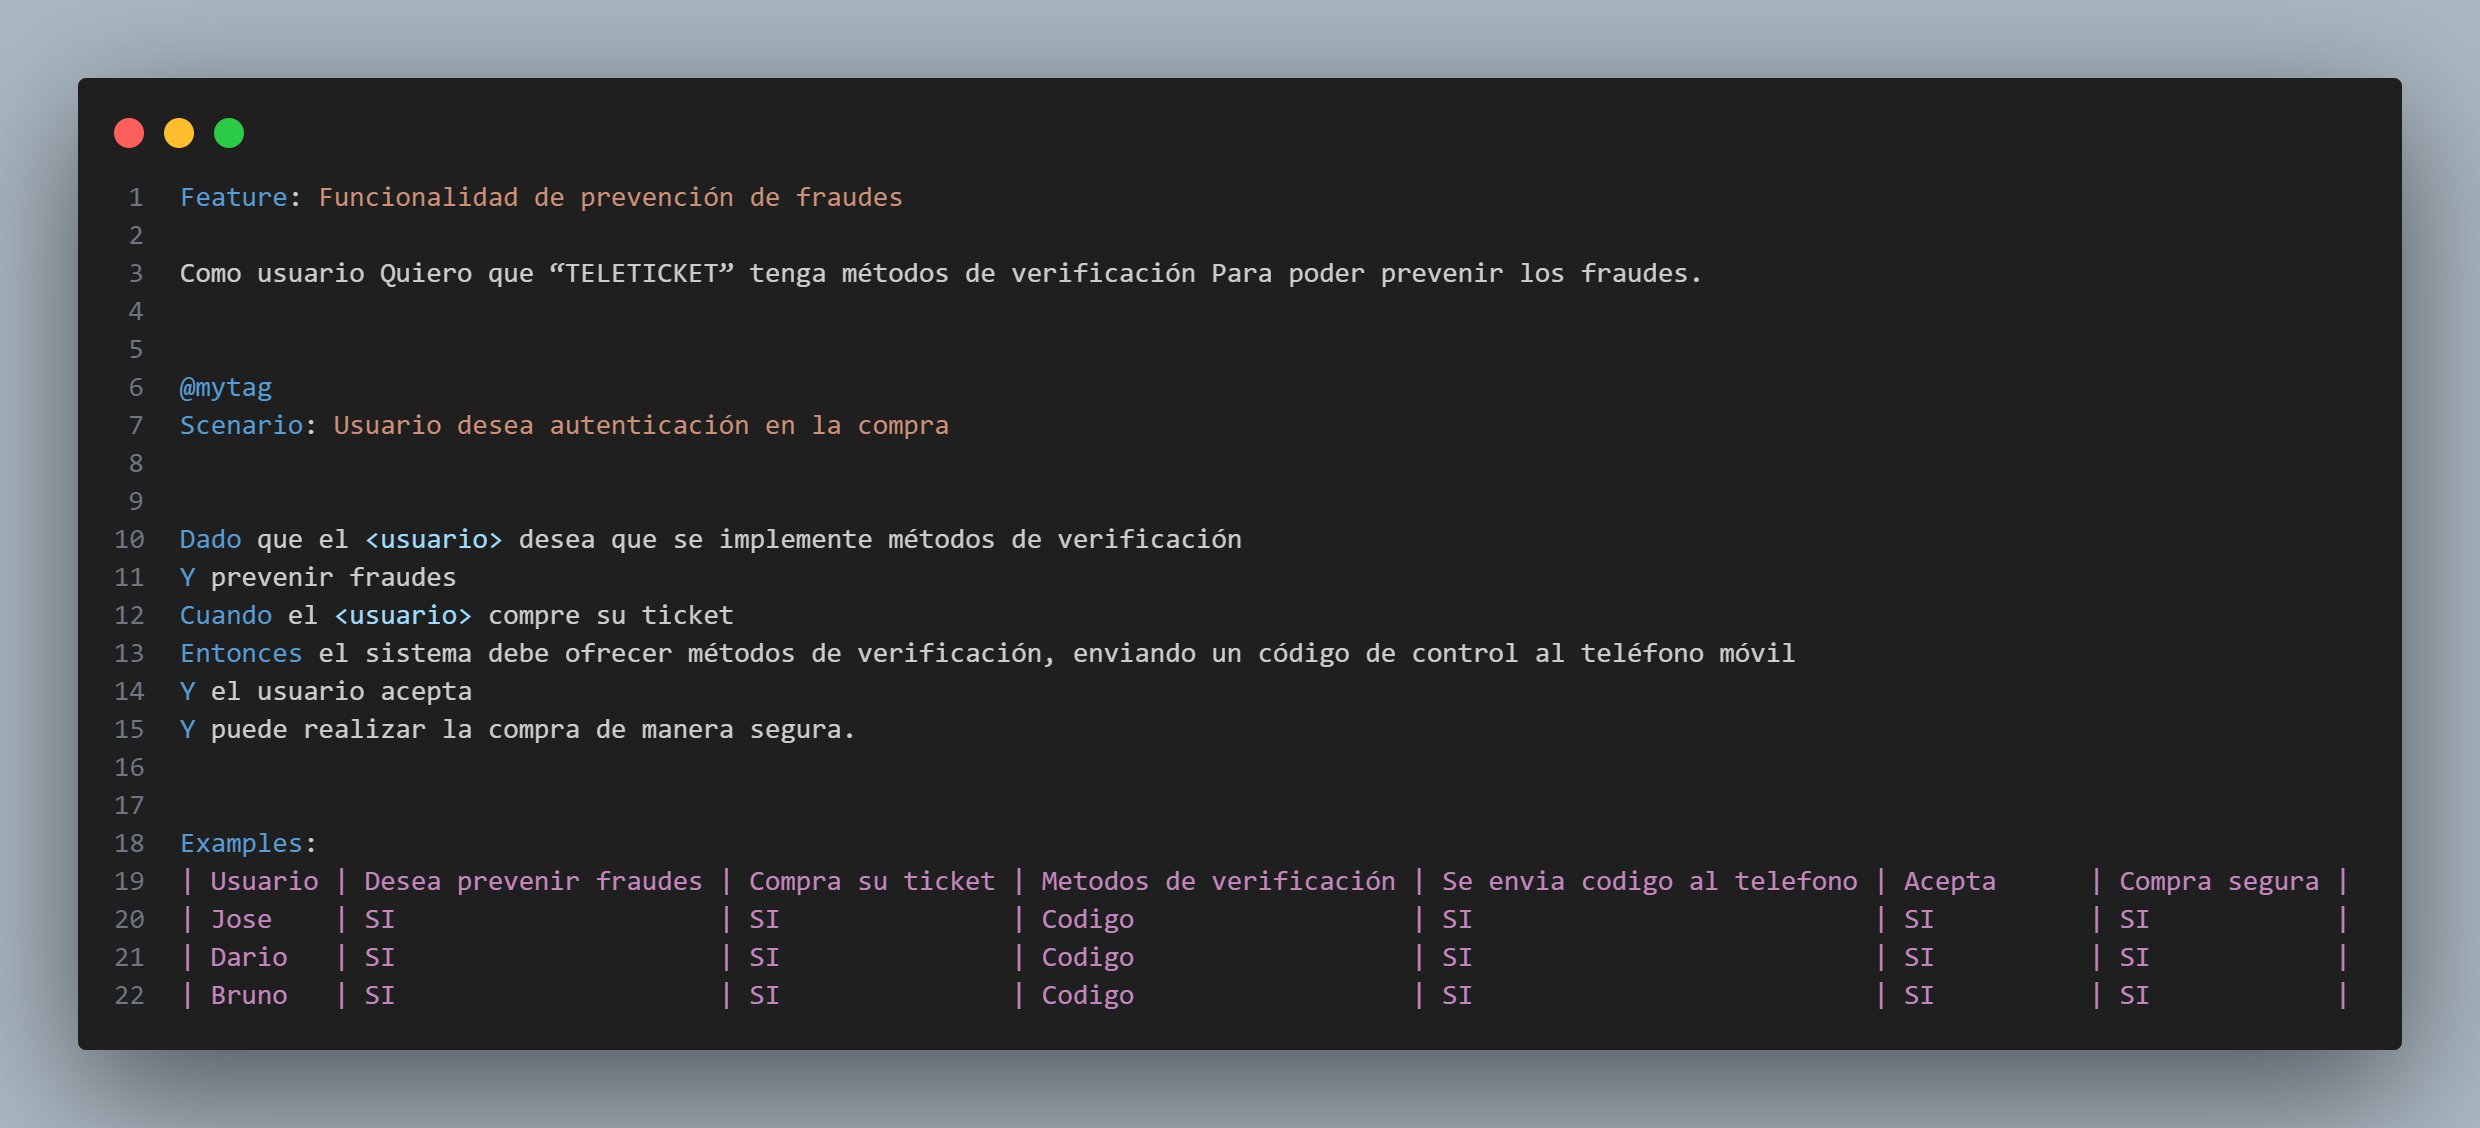 1 Feature: Funcionalidad de prevención de fraudes
2
3 Como usuario Quiero que “TELETICKET” tenga métodos de verificación Para poder prevenir los fraudes.
4
5
6 @mytag
7 Scenario: Usuario desea autenticación en la compra
8
9
10 Dado que el <usuario> desea que se implemente métodos de verificación
11 Y prevenir fraudes
12 Cuando el <usuario> compre su ticket
13 Entonces el sistema debe ofrecer métodos de verificación, enviando un código de control al teléfono móvil
14 Y el usuario acepta
15 Y puede realizar la compra de manera segura.
16
17
18 Examples:
19 | Usuario | Desea prevenir fraudes | Compra su ticket | Metodos de verificación | Se envia codigo al telefono | Acepta | Compra segura |
20 | Jose | SI | SI | Codigo | SI | SI | SI |
21 | Dario | SI | SI | Codigo | SI | SI | SI |
22 | Bruno | SI | SI | Codigo | SI | SI | SI |